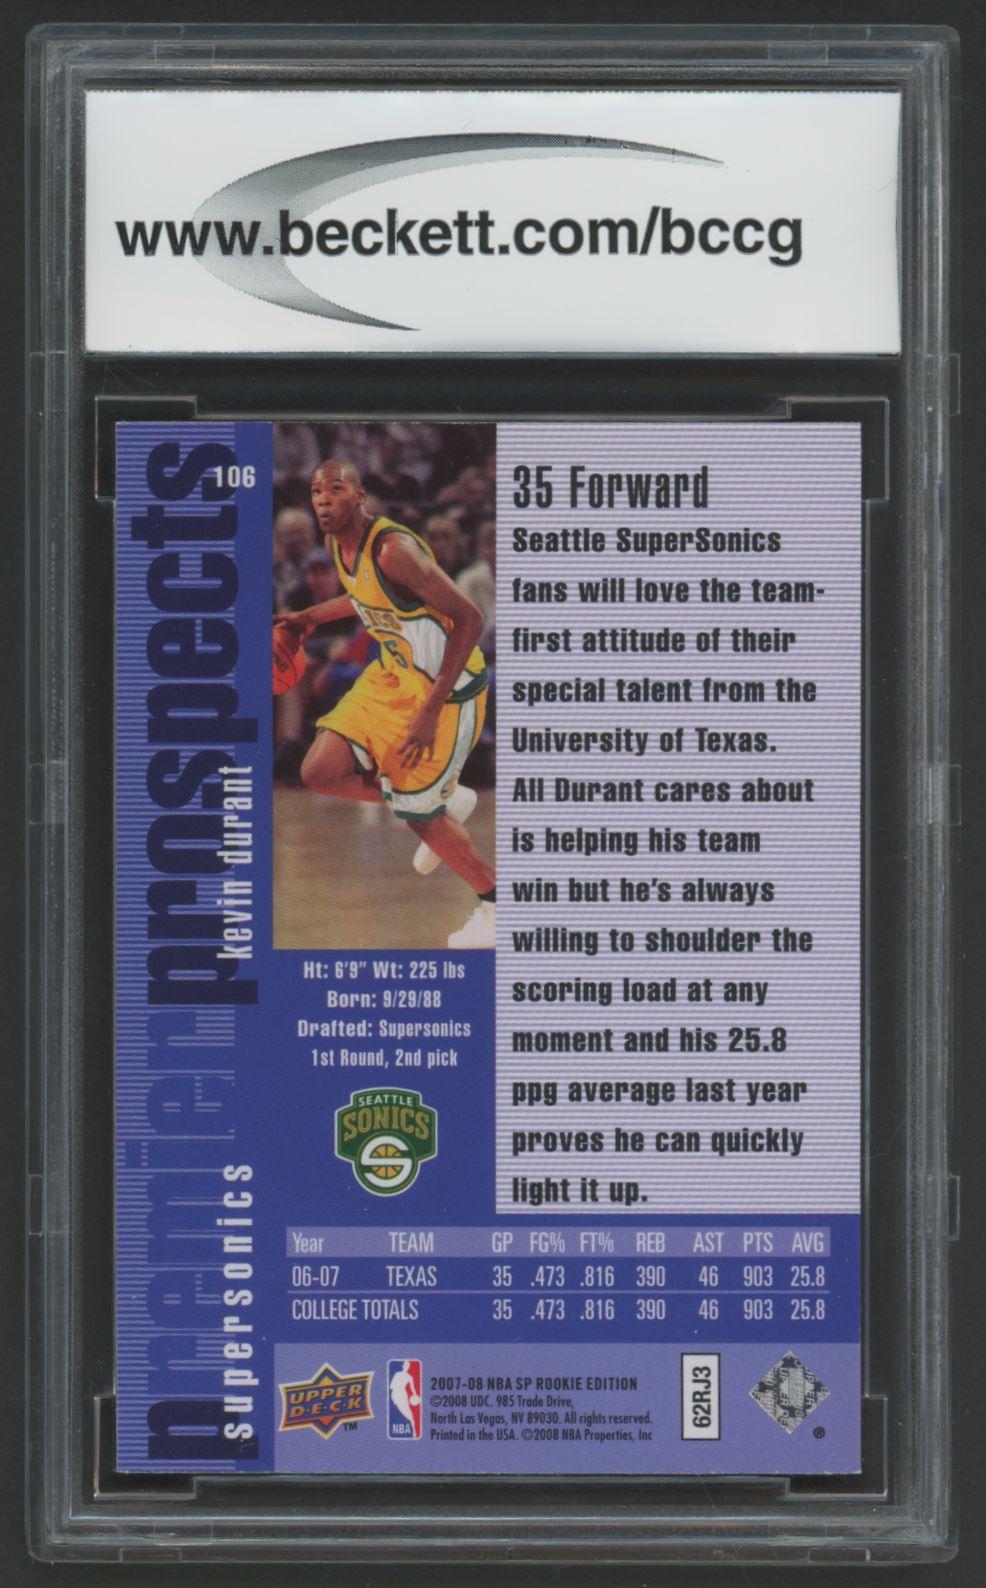 www.beckett.com/bccg
106
premier prospects
kevin durant
supersonics
35 Forward
Seattle SuperSonics
fans will love the team-
first attitude of their
special talent from the
University of Texas.
All Durant cares about
is helping his team
win but he's always
willing to shoulder the
scoring load at any
moment and his 25.8
ppg average last year
proves he can quickly
light it up.
Ht: 6'9" Wt: 225 lbs
Born: 9/29/88
Drafted: Supersonics
1st Round, 2nd pick
SEATTLE
SONICS
Year TEAM GP FG% FT% REB AST PTS AVG
06-07 TEXAS 35 .473 .816 390 46 903 25.8
COLLEGE TOTALS 35 .473 .816 390 46 903 25.8
UPPER
D·E·C·K
TM
NBA
2007-08 NBA SP ROOKIE EDITION
©2008 UDC. 985 Trade Drive,
North Las Vegas, NV 89030. All rights reserved.
Printed in the USA. ©2008 NBA Properties, Inc
62RJ3
®